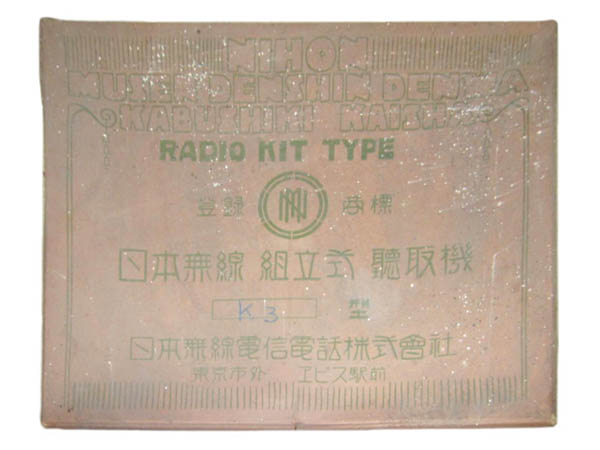 NIHON
MUSEN DENSHIN DENWA
KABUSHIKI KAISHA
RADIO KIT TYPE
登録 商標
日本無線 組立式 聽取機
K3 型
日本無線電信電話株式會社
東京市外 ヱビス駅前